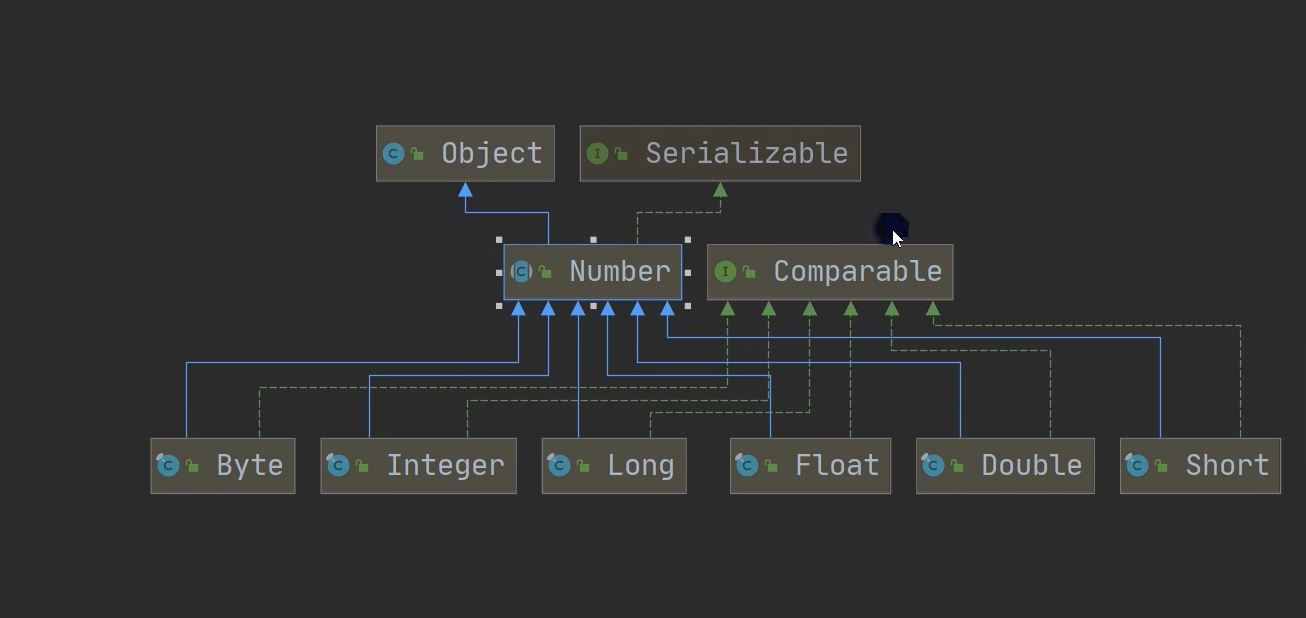 Object
Serializable
Number
Comparable
Byte
Integer
Long
Float
Double
Short